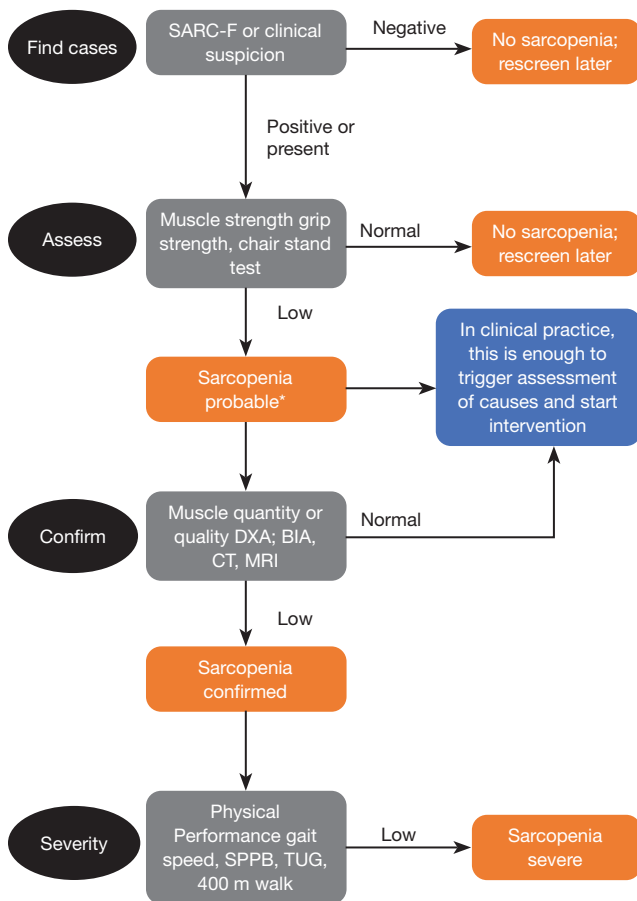 Find cases
SARC-F or clinical
suspicion
Negative
No sarcopenia;
rescreen later
Positive or
present
Assess
Muscle strength grip
strength, chair stand
test
Normal
No sarcopenia;
rescreen later
Low
Sarcopenia
probable*
In clinical practice,
this is enough to
trigger assessment
of causes and start
intervention
Confirm
Muscle quantity or
quality DXA; BIA,
CT, MRI
Normal
Low
Sarcopenia
confirmed
Severity
Physical
Performance gait
speed, SPPB, TUG,
400 m walk
Low
Sarcopenia
severe